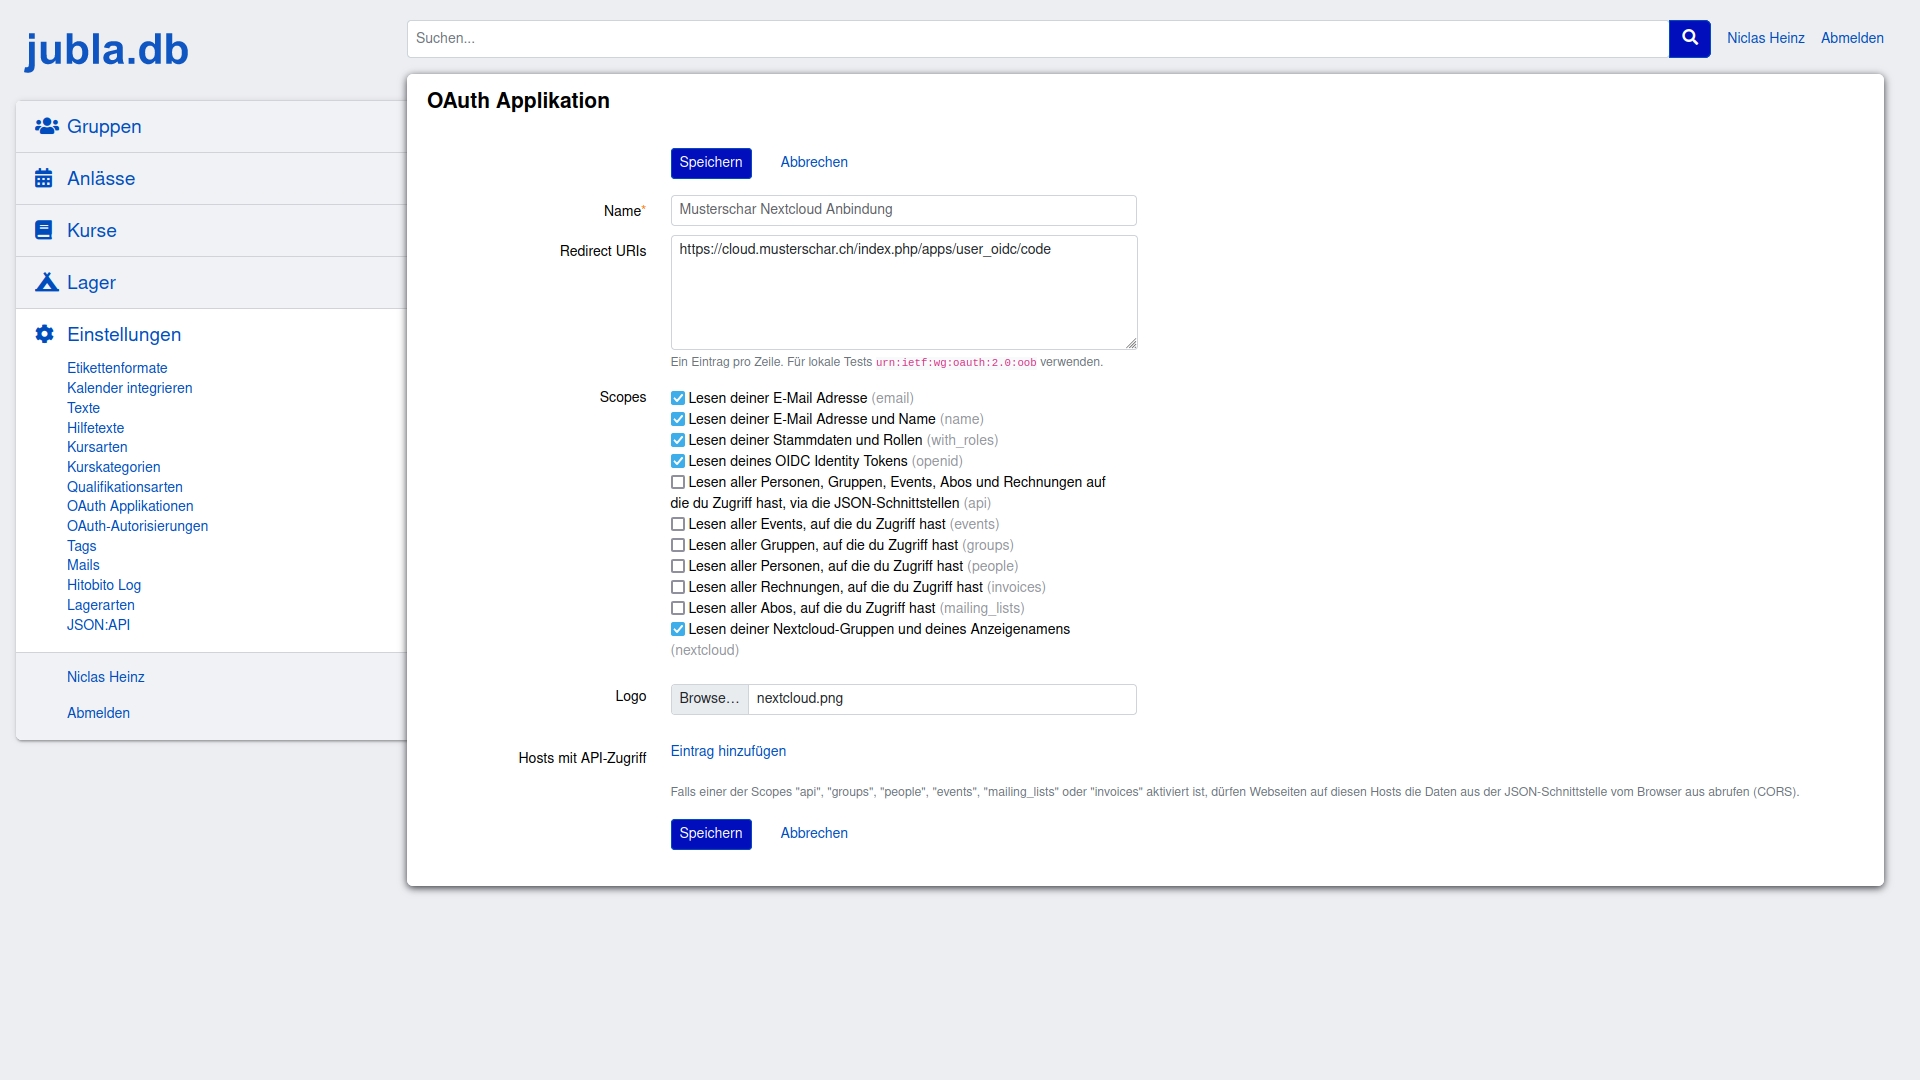 jubla.db
Suchen...
Niclas Heinz
Abmelden
Gruppen
Anlässe
Kurse
Lager
Einstellungen
Etikettenformate
Kalender integrieren
Texte
Hilfetexte
Kursarten
Kurskategorien
Qualifikationsarten
OAuth Applikationen
OAuth-Autorisierungen
Tags
Mails
Hitobito Log
Lagerarten
JSON:API
Niclas Heinz
Abmelden
OAuth Applikation
Speichern Abbrechen
Name* Musterschar Nextcloud Anbindung
Redirect URIs https://cloud.musterschar.ch/index.php/apps/user_oidc/code
Ein Eintrag pro Zeile. Für lokale Tests urn:ietf:wg:oauth:2.0:oob verwenden.
Scopes Lesen deiner E-Mail Adresse (email)
Lesen deiner E-Mail Adresse und Name (name)
Lesen deiner Stammdaten und Rollen (with_roles)
Lesen deines OIDC Identity Tokens (openid)
Lesen aller Personen, Gruppen, Events, Abos und Rechnungen auf
die du Zugriff hast, via die JSON-Schnittstellen (api)
Lesen aller Events, auf die du Zugriff hast (events)
Lesen aller Gruppen, auf die du Zugriff hast (groups)
Lesen aller Personen, auf die du Zugriff hast (people)
Lesen aller Rechnungen, auf die du Zugriff hast (invoices)
Lesen aller Abos, auf die du Zugriff hast (mailing_lists)
Lesen deiner Nextcloud-Gruppen und deines Anzeigenamens
(nextcloud)
Logo Browse... nextcloud.png
Hosts mit API-Zugriff Eintrag hinzufügen
Falls einer der Scopes "api", "groups", "people", "events", "mailing_lists" oder "invoices" aktiviert ist, dürfen Webseiten auf diesen Hosts die Daten aus der JSON-Schnittstelle vom Browser aus abrufen (CORS).
Speichern Abbrechen